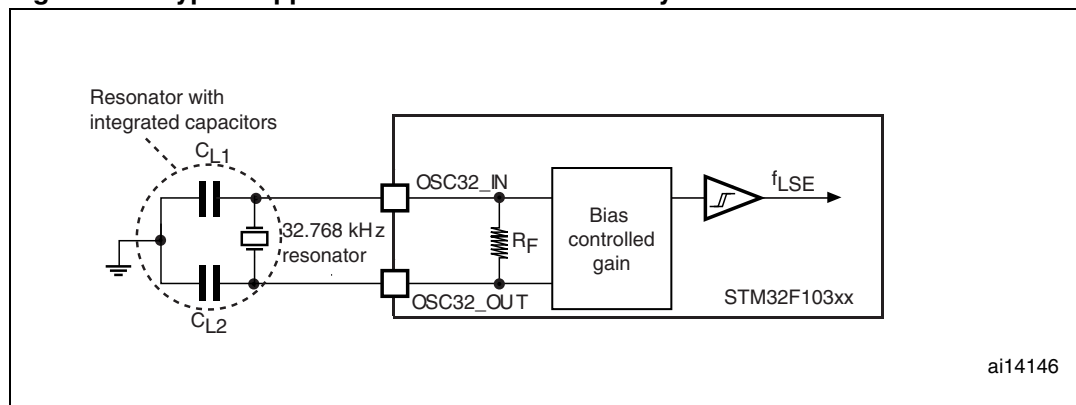 Resonator with
integrated capacitors
CL1
OSC32_IN
fLSE
32.768 kHz
resonator
RF
Bias
controlled
gain
OSC32_OUT
STM32F103xx
CL2
ai14146